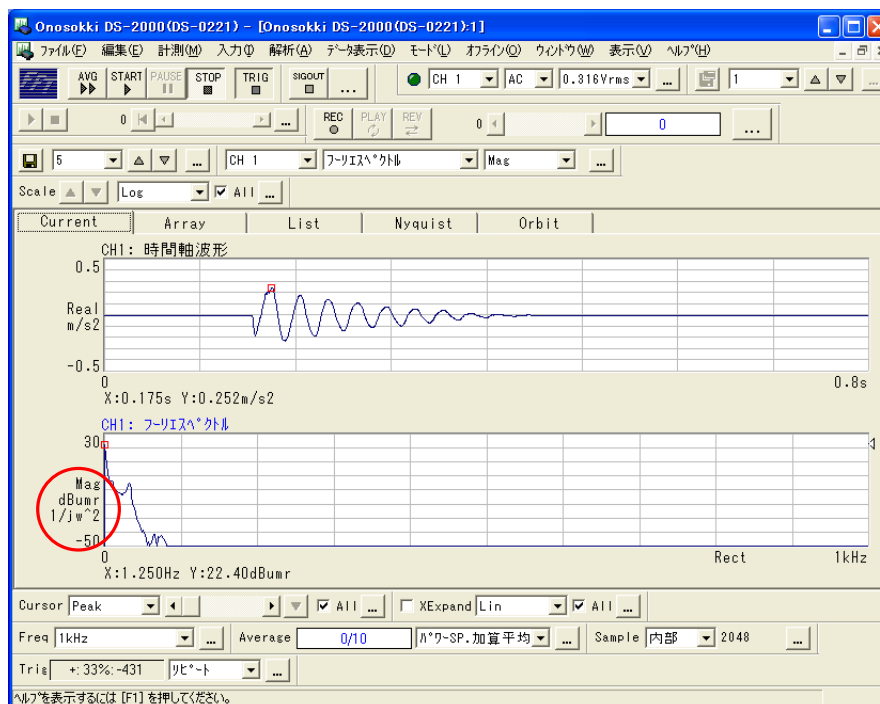 Onosokki DS-2000(DS-0221) - [Onosokki DS-2000(DS-0221):1]
ファイル(F) 編集(E) 計測(M) 入力(I) 解析(A) データ表示(D) モード(L) オフライン(O) ウィンドウ(W) 表示(V) ヘルプ(H)
AVG START PAUSE STOP TRIG SIGOUT ... CH 1 AC 0.316Vrms ... 1 ...
0 ... REC PLAY REV 0 0 ...
5 ... CH 1 フーリエスペクトル Mag ...
Scale Log All ...
Current Array List Nyquist Orbit
CH1: 時間軸波形
0.5
Real
m/s2
-0.5
0 0.8s
X:0.175s Y:0.252m/s2
CH1: フーリエスペクトル
30
Mag
dBumr
1/jw^2
-50
0 Rect 1kHz
X:1.250Hz Y:22.40dBumr
Cursor Peak All ... XExpand Lin All ...
Freq 1kHz ... Average 0/10 パワーSP.加算平均 ... Sample 内部 2048 ...
Trig +: 33%:-431 リピート ...
ヘルプを表示するには [F1] を押してください。